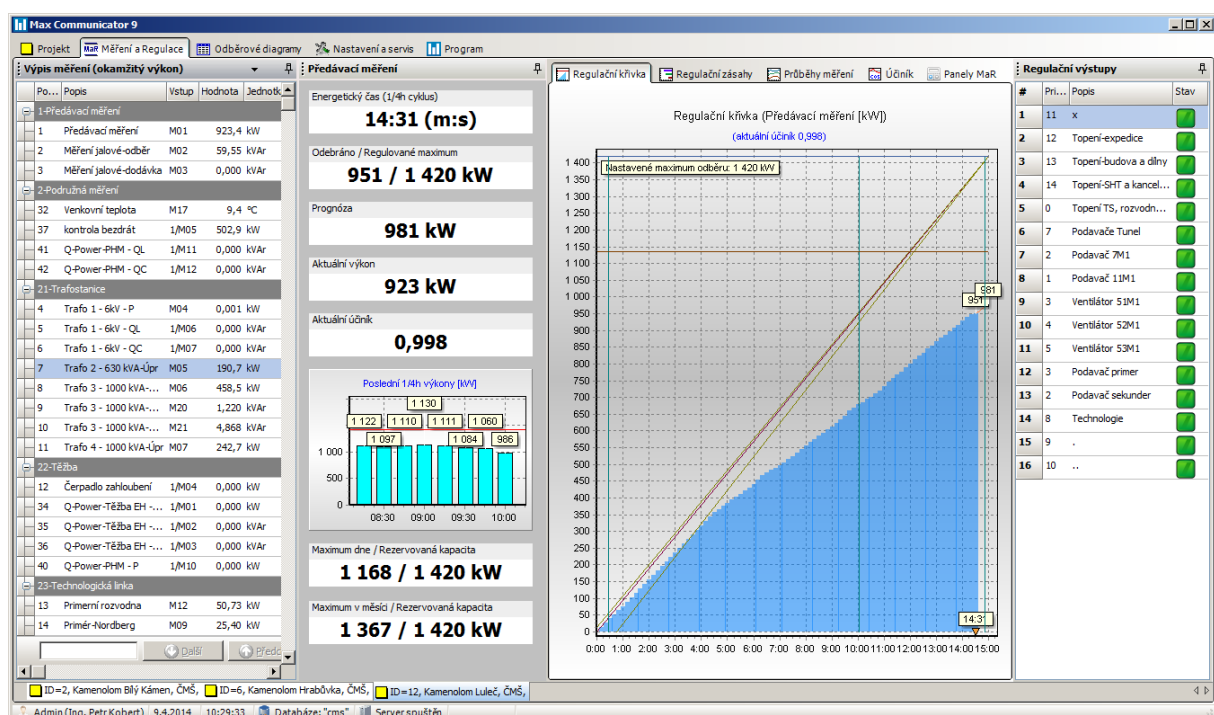 Max Communicator 9
Projekt MaR Měření a Regulace Odběrové diagramy Nastavení a servis Program
Výpis měření (okamžitý výkon)
Po... Popis Vstup Hodnota Jednotk
1-Předávací měření
1 Předávací měření M01 923,4 kW
2 Měření jalové-odběr M02 59,55 kW
3 Měření jalové-dodávka M03 0,000 kW
2-Podružná měření
32 Venkovní teplota M17 9,4 °C
37 kontrola bezdrát 1/M05 502,9 kW
41 Q-Power-PHM - QL 1/M11 0,000 kVAr
42 Q-Power-PHM - QC 1/M12 0,000 kVAr
21-Trafostanice
4 Trafo 1 - 6kV - P M04 0,001 kW
5 Trafo 1 - 6kV - QL 1/M06 0,000 kVAr
6 Trafo 1 - 6kV - QC 1/M07 0,000 kVAr
7 Trafo 2 - 630 kVA-Úpr M05 190,7 kW
8 Trafo 3 - 1000 kVA-... M06 458,5 kW
9 Trafo 3 - 1000 kVA-... M20 1,220 kVAr
10 Trafo 3 - 1000 kVA-... M21 4,868 kVAr
11 Trafo 4 - 1000 kVA-Úpr M07 242,7 kW
22-Těžba
12 Čerpadlo zahloubení 1/M04 0,000 kW
34 Q-Power-Těžba EH -... 1/M01 0,000 kW
35 Q-Power-Těžba EH -... 1/M02 0,000 kVAr
36 Q-Power-Těžba EH -... 1/M03 0,000 kVAr
40 Q-Power-PHM - P 1/M10 0,000 kW
23-Technologická linka
13 Primerní rozvodna M12 50,73 kW
14 Primér-Nordberg M09 25,40 kW
Další Předc
Předávací měření
Energetický čas (1/4h cyklus)
14:31 (m:s)
Odebráno / Regulované maximum
951 / 1 420 kW
Prognóza
981 kW
Aktuální výkon
923 kW
Aktuální účiník
0,998
Poslední 1/4h výkony [kW]
1 130
1 122 1 110 1 111 1 060
1 097 1 084 986
1 000
500
0
08:30 09:00 09:30 10:00
Maximum dne / Rezervovaná kapacita
1 168 / 1 420 kW
Maximum v měsíci / Rezervovaná kapacita
1 367 / 1 420 kW
Regulační křivka Regulační zásahy Průběhy měření cos Účiník Panely MaR
Regulační křivka (Předávací měření [kW])
(aktuální účiník 0,998)
Nastavené maximum odběru: 1 420 kW
1 400
1 350
1 300
1 250
1 200
1 150
1 100
1 050
1 000
950
900
850
800
750
700
650
600
550
500
450
400
350
300
250
200
150
100
50
0
981
951
14:31
0:00 1:00 2:00 3:00 4:00 5:00 6:00 7:00 8:00 9:00 10:00 11:00 12:00 13:00 14:00 15:00
Regulační výstupy
# Pri... Popis Stav
1 11 x
2 12 Topení-expedice
3 13 Topení-budova a dílny
4 14 Topení-SHT a kancel...
5 0 Topení TS, rozvodn...
6 7 Podavače Tunel
7 2 Podavač 7M1
8 1 Podavač 11M1
9 3 Ventilátor 51M1
10 4 Ventilátor 52M1
11 5 Ventilátor 53M1
12 3 Podavač primer
13 2 Podavač sekunder
14 8 Technologie
15 9 .
16 10 ..
ID=2, Kamenolom Bílý Kámen, ČMŠ, ID=6, Kamenolom Hrabůvka, ČMŠ, ID=12, Kamenolom Luleč, ČMŠ,
Admin (Ing. Petr Kobert) 9.4.2014 10:29:33 Databáze: "cms" Server spuštěn